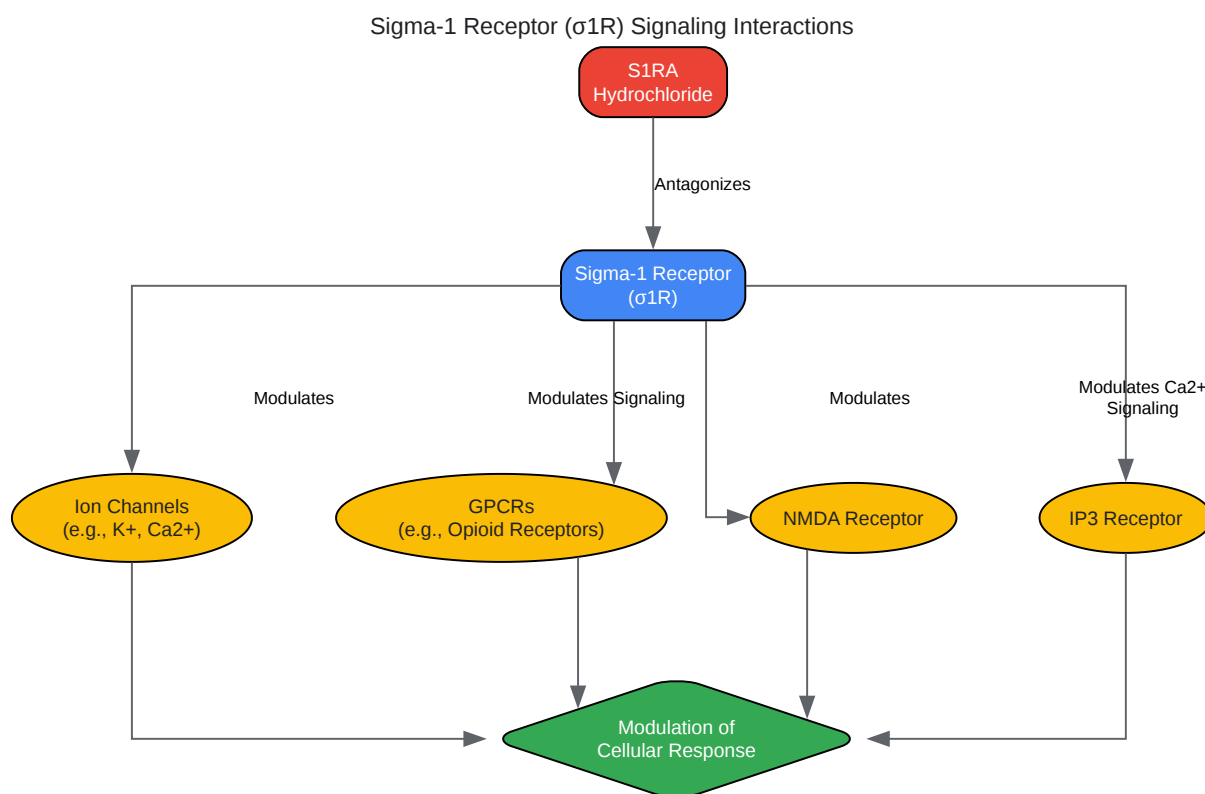 Sigma-1 Receptor (σ1R) Signaling Interactions
S1RA
Hydrochloride
Antagonizes
Sigma-1 Receptor
(σ1R)
Modulates
Modulates Signaling
Modulates
Modulates Ca2+
Signaling
Ion Channels
(e.g., K+, Ca2+)
GPCRs
(e.g., Opioid Receptors)
NMDA Receptor
IP3 Receptor
Modulation of
Cellular Response